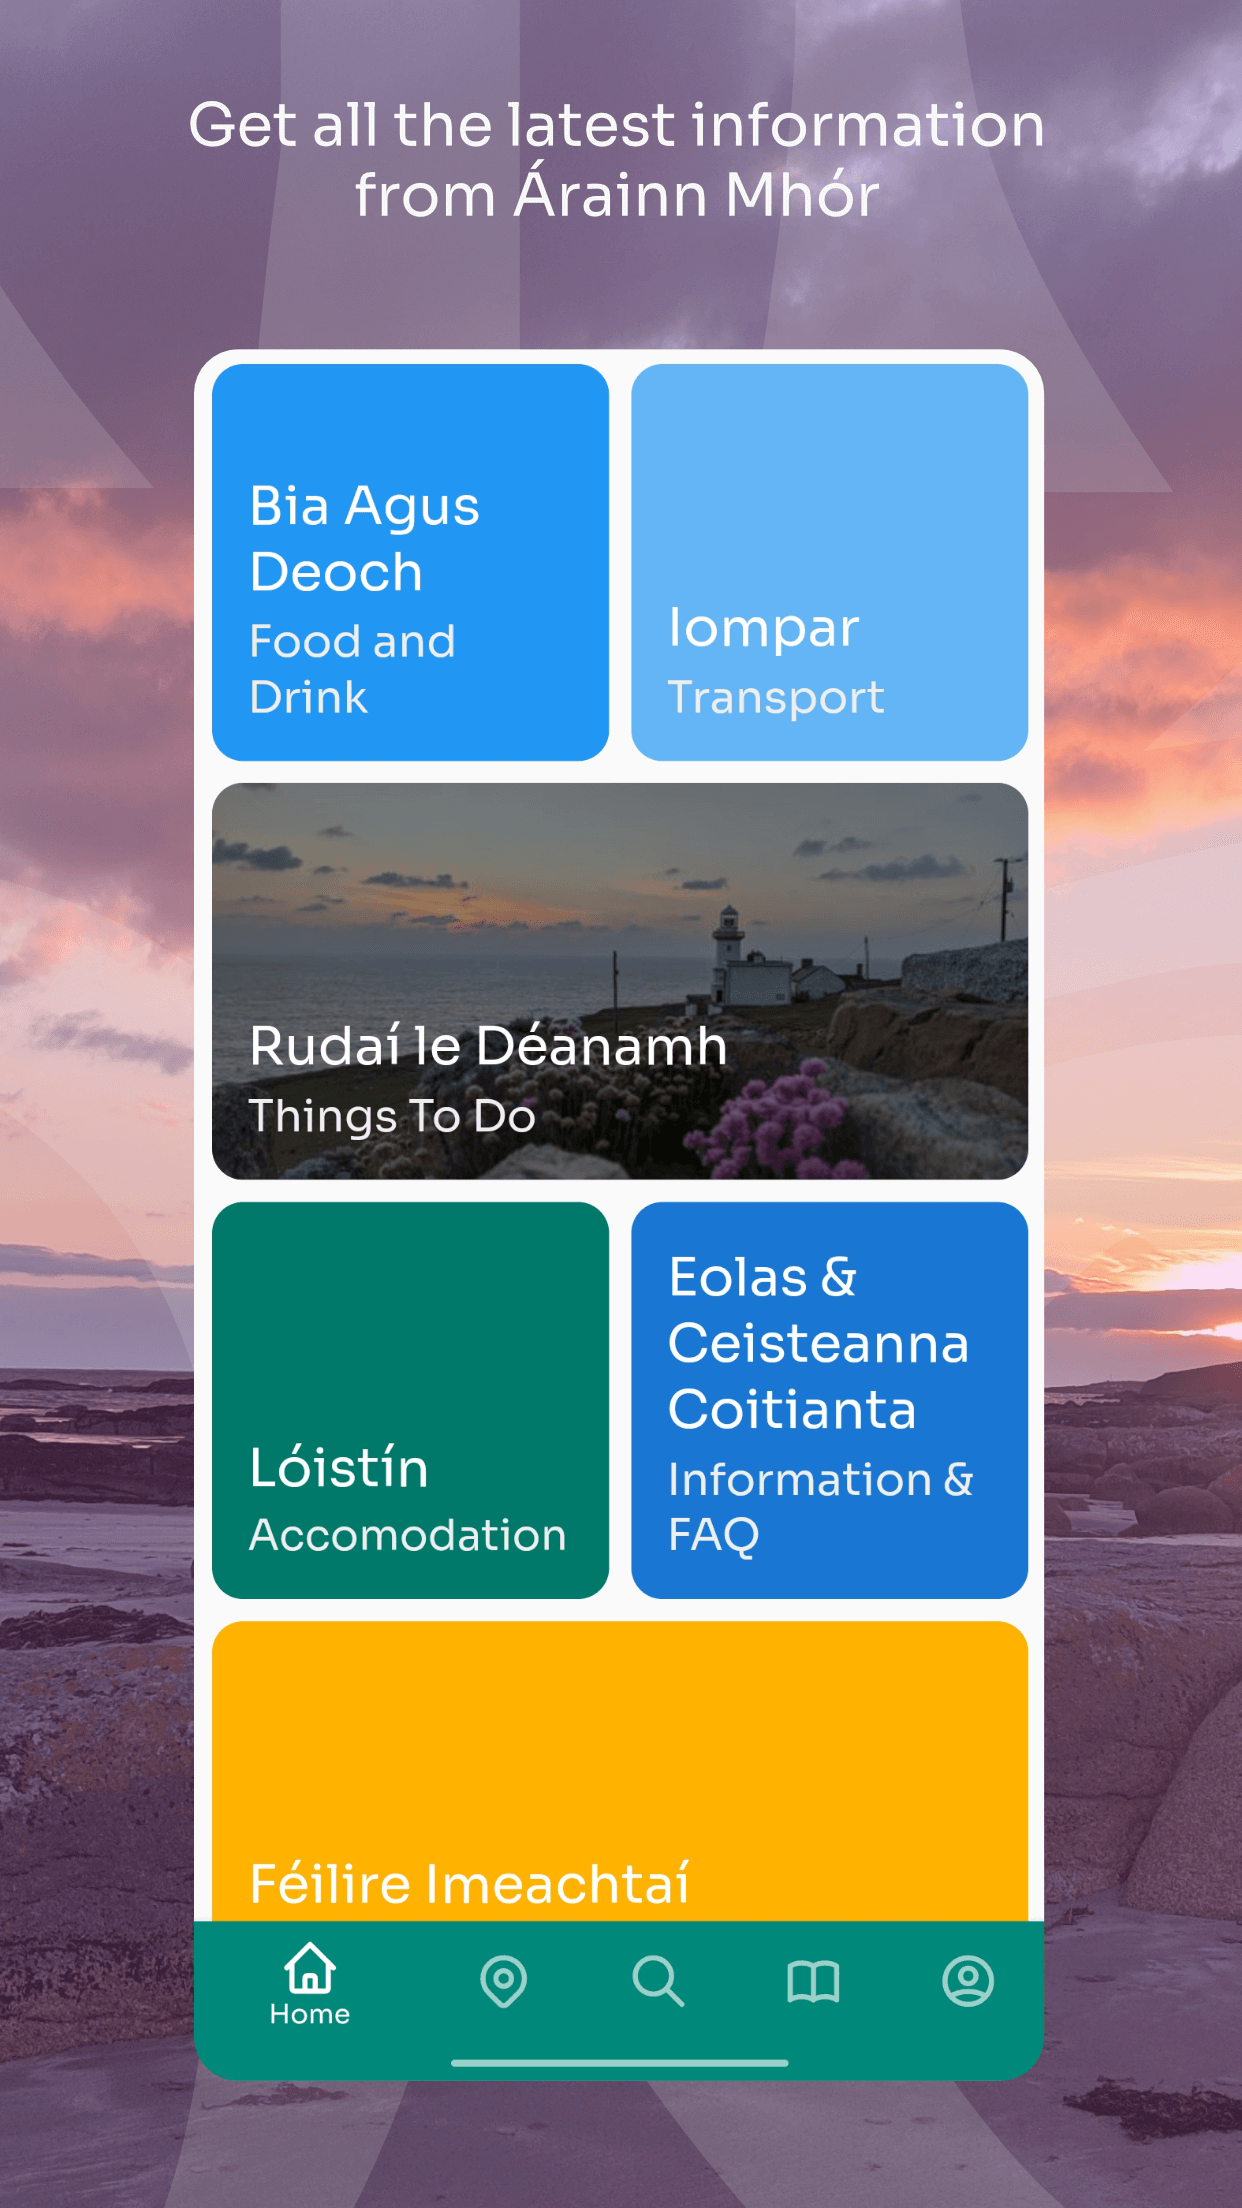 Get all the latest information
from Árainn Mhór
Bia Agus
Deoch
Food and
Drink
Iompar
Transport
Rudaí le Déanamh
Things To Do
Lóistín
Accomodation
Eolas &
Ceisteanna
Coitianta
Information &
FAQ
Féilire Imeachtaí
Home